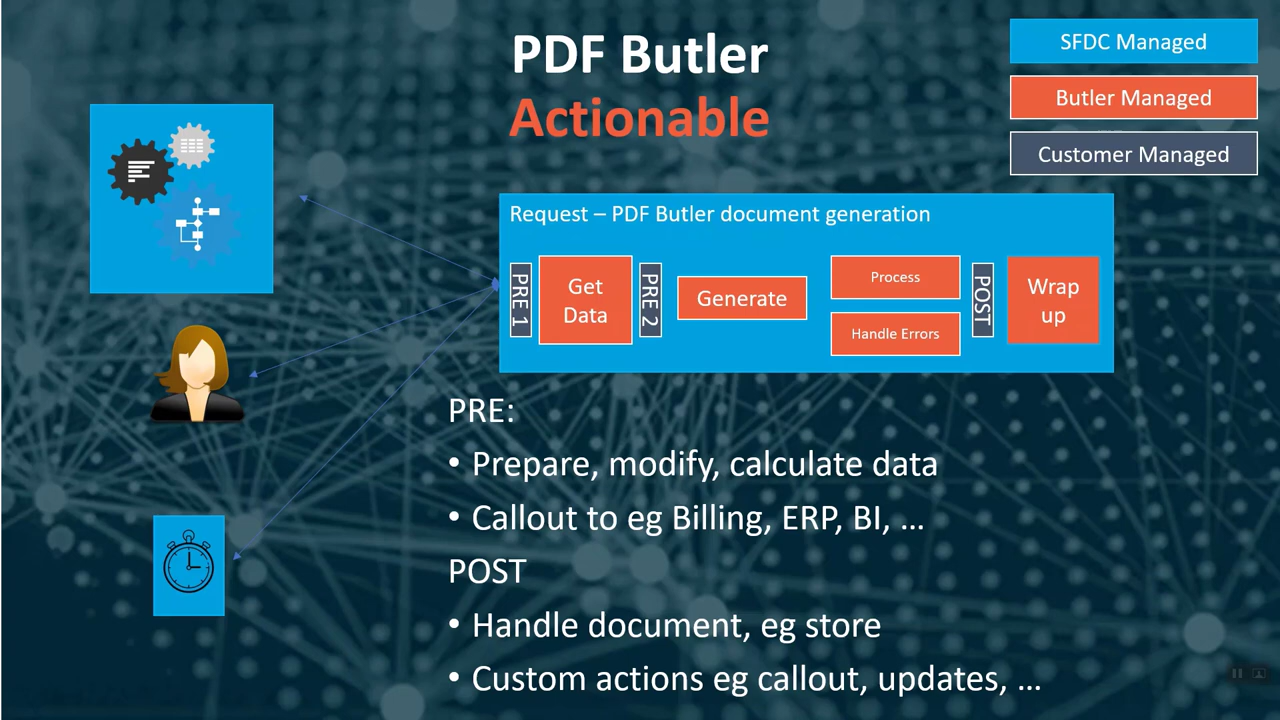 PDF Butler
Actionable
SFDC Managed
Butler Managed
Customer Managed
Request – PDF Butler document generation
PRE 1
Get
Data
PRE 2
Generate
Process
Handle Errors
POST
Wrap
up
PRE:
• Prepare, modify, calculate data
• Callout to eg Billing, ERP, BI, ...
POST
• Handle document, eg store
• Custom actions eg callout, updates, ...